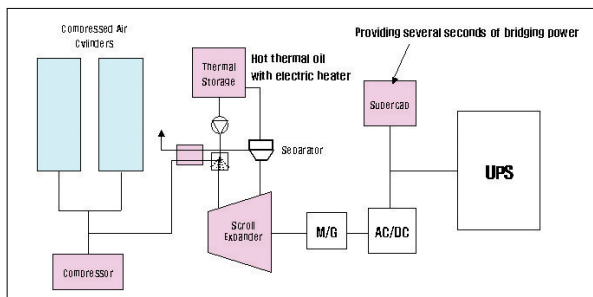 Compressed Air
Cylinders
Thermal
Storage
Hot thermal oil
with electric heater
Providing several seconds of bridging power
Supercap
Separator
UPS
Scroll
Expander
M/G
AC/DC
Compressor